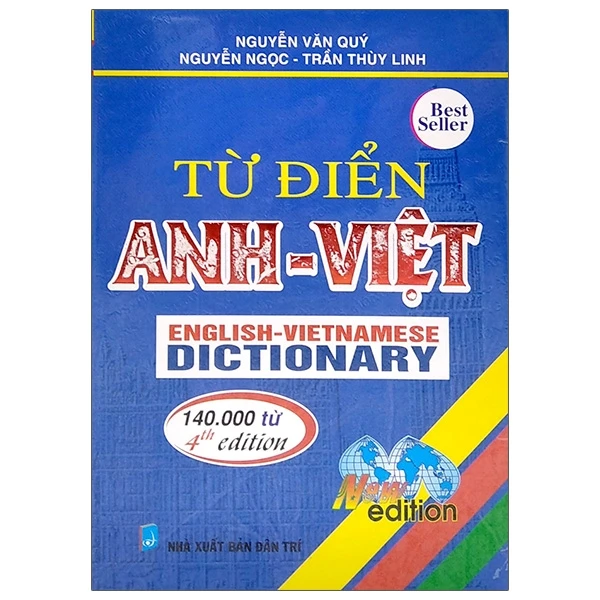 NGUYỄN VĂN QUÝ
NGUYỄN NGỌC - TRẦN THÙY LINH
Best
Seller
TỪ ĐIỂN
ANH-VIỆT
ENGLISH-VIETNAMESE
DICTIONARY
140.000 từ
4th edition
New
edition
NHÀ XUẤT BẢN DÂN TRÍ